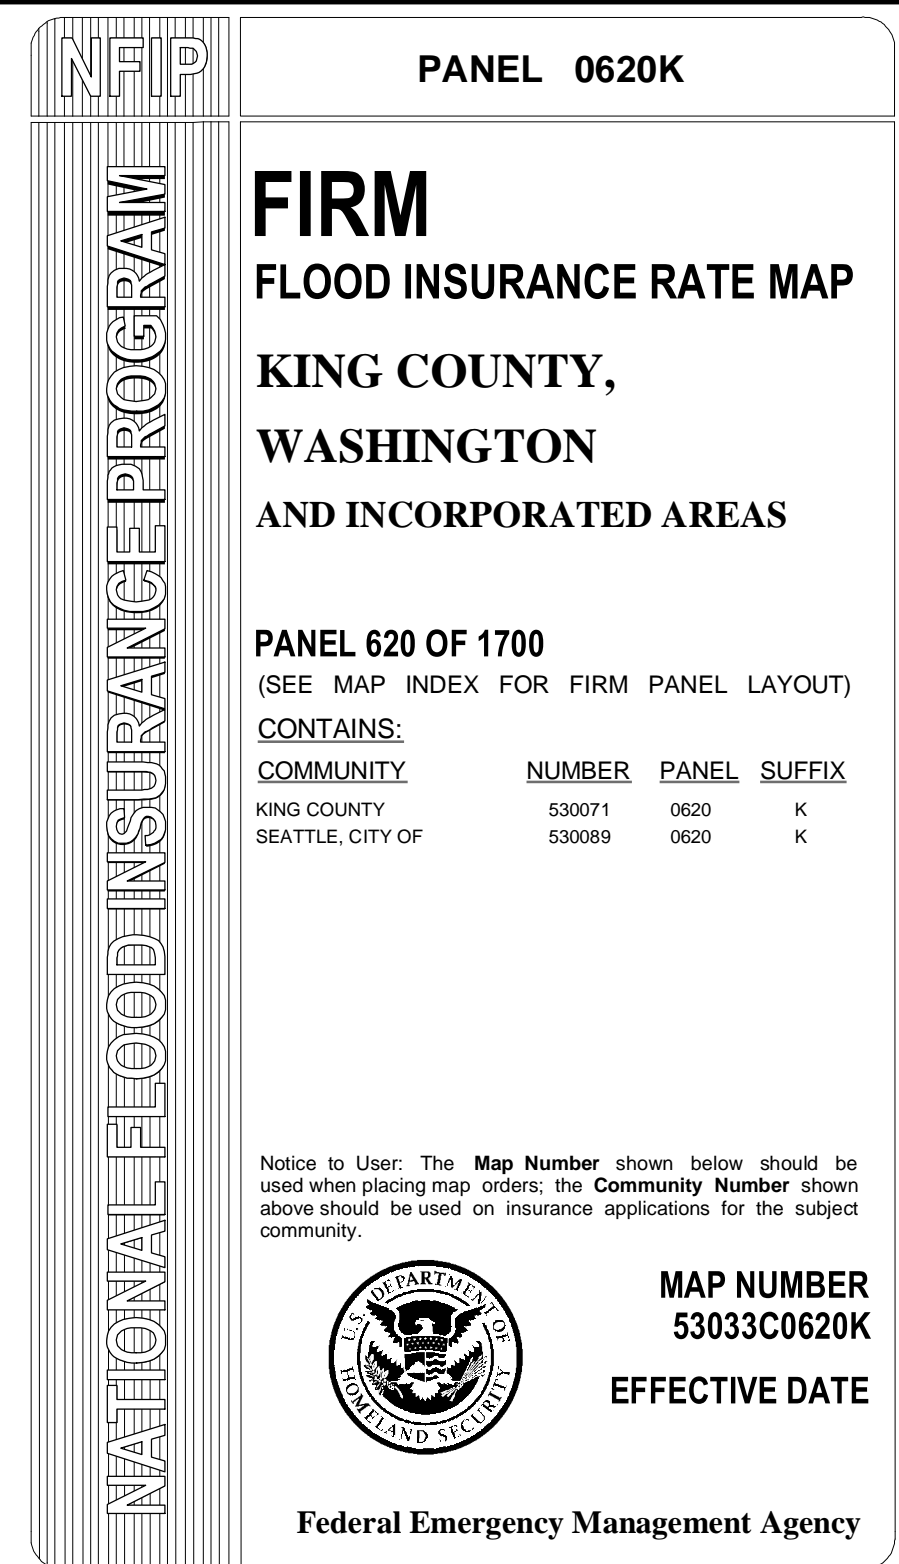 NFIP
PANEL 0620K
NATIONAL FLOOD INSURANCE PROGRAM
FIRM
FLOOD INSURANCE RATE MAP
KING COUNTY,
WASHINGTON
AND INCORPORATED AREAS
PANEL 620 OF 1700
(SEE MAP INDEX FOR FIRM PANEL LAYOUT)
CONTAINS:
COMMUNITY NUMBER PANEL SUFFIX
KING COUNTY 530071 0620 K
SEATTLE, CITY OF 530089 0620 K
Notice to User: The Map Number shown below should be
used when placing map orders; the Community Number shown
above should be used on insurance applications for the subject
community.
U.S. DEPARTMENT OF
HOMELAND SECURITY
MAP NUMBER
53033C0620K
EFFECTIVE DATE
Federal Emergency Management Agency